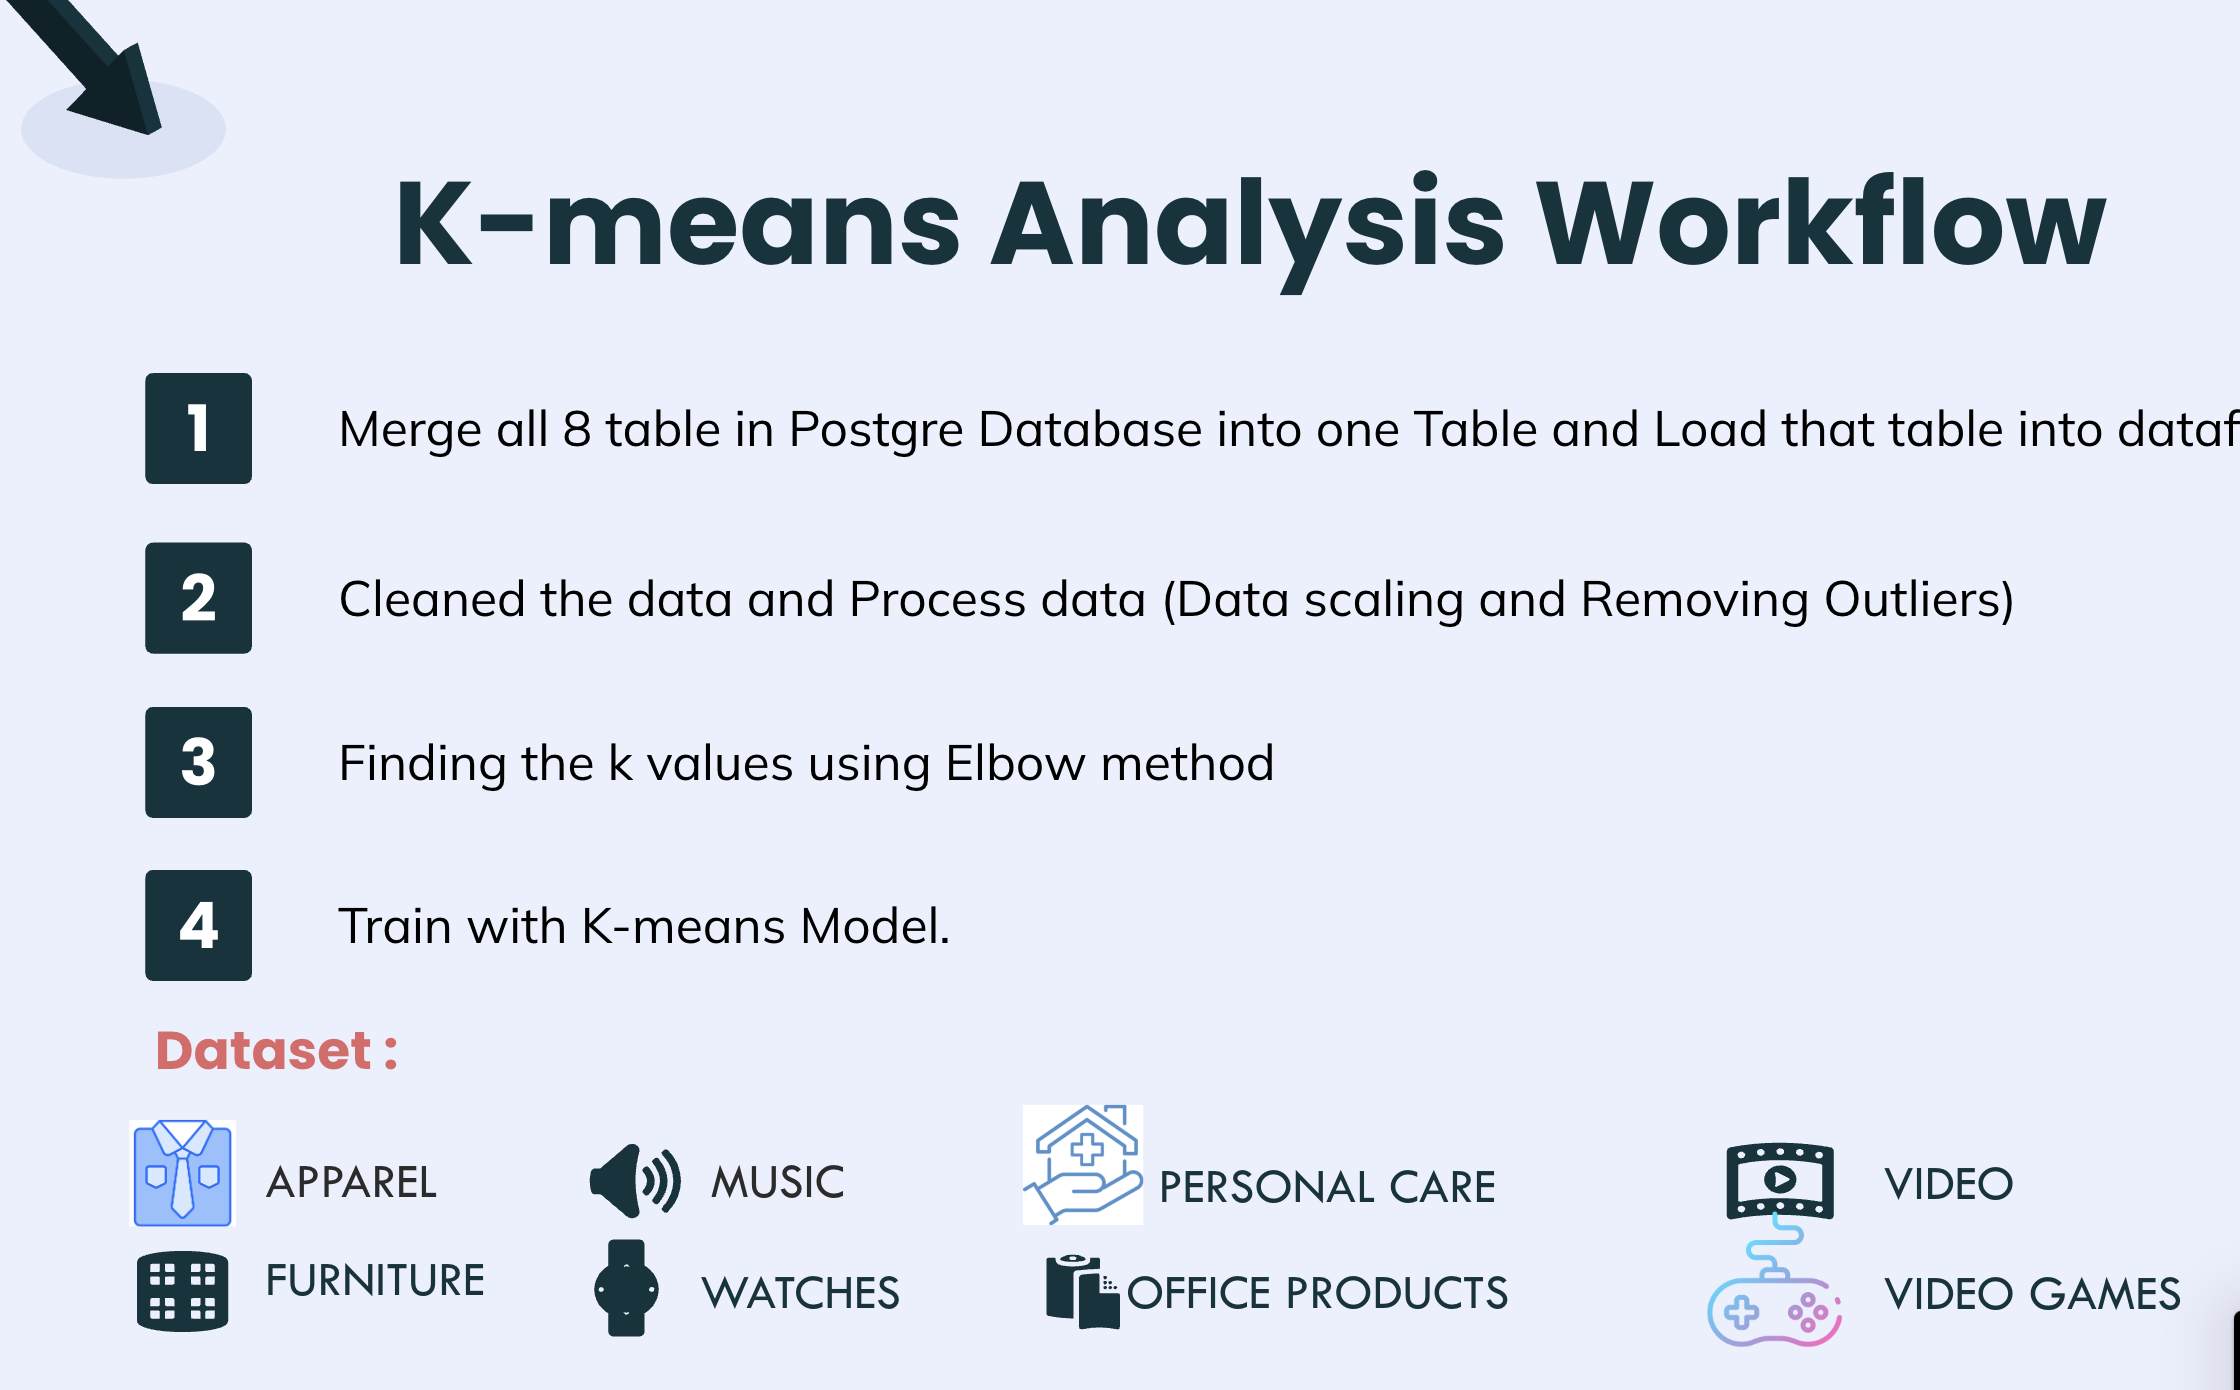 K-means Analysis Workflow
1 Merge all 8 table in Postgre Database into one Table and Load that table into
2 Cleaned the data and Process data (Data scaling and Removing Outliers)
3 Finding the k values using Elbow method
4 Train with K-means Model.
Dataset :
APPAREL MUSIC PERSONAL CARE VIDEO
FURNITURE WATCHES OFFICE PRODUCTS VIDEO GAMES